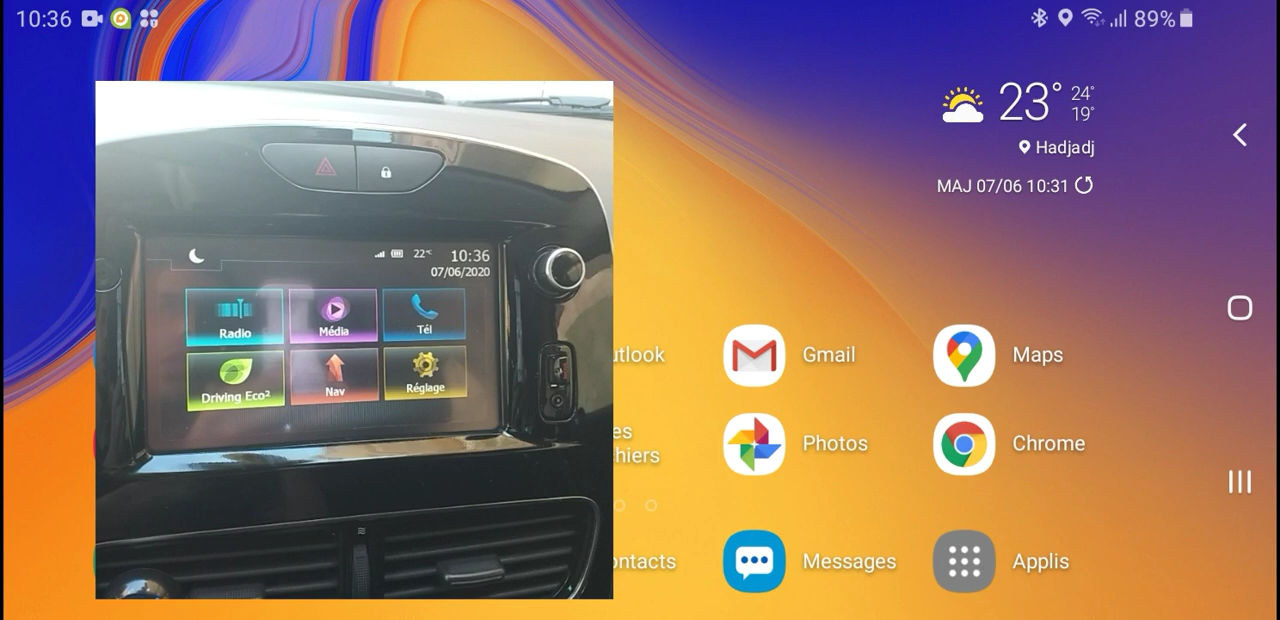 10:36
89%
23°
24°
19°
Hadjadj
MAJ 07/06 10:31
22°C
10:36
07/06/2020
Radio
Média
Tél
Driving Eco²
Nav
Réglage
utlook
Gmail
Maps
es
hiers
Photos
Chrome
ontacts
Messages
Applis